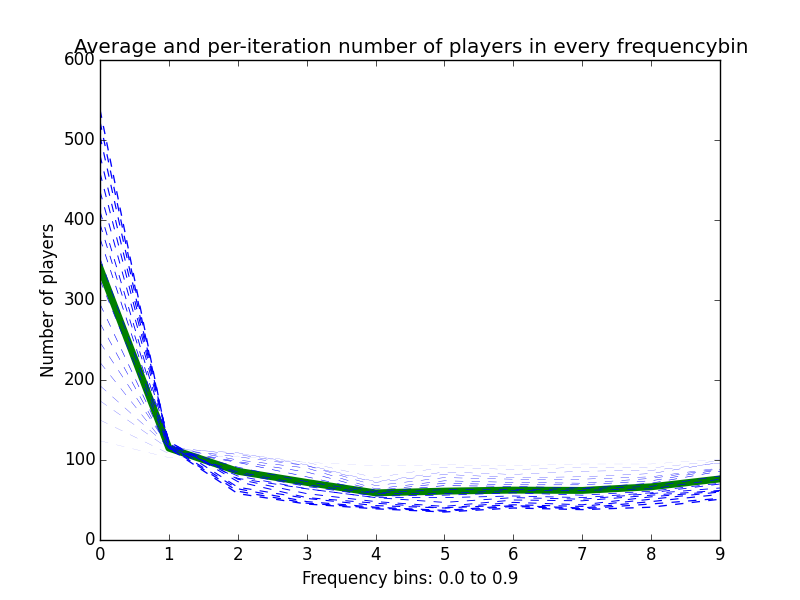 Average and per-iteration number of players in every frequencybin
600
500
400
300
200
100
0
Number of players
0 1 2 3 4 5 6 7 8 9
Frequency bins: 0.0 to 0.9